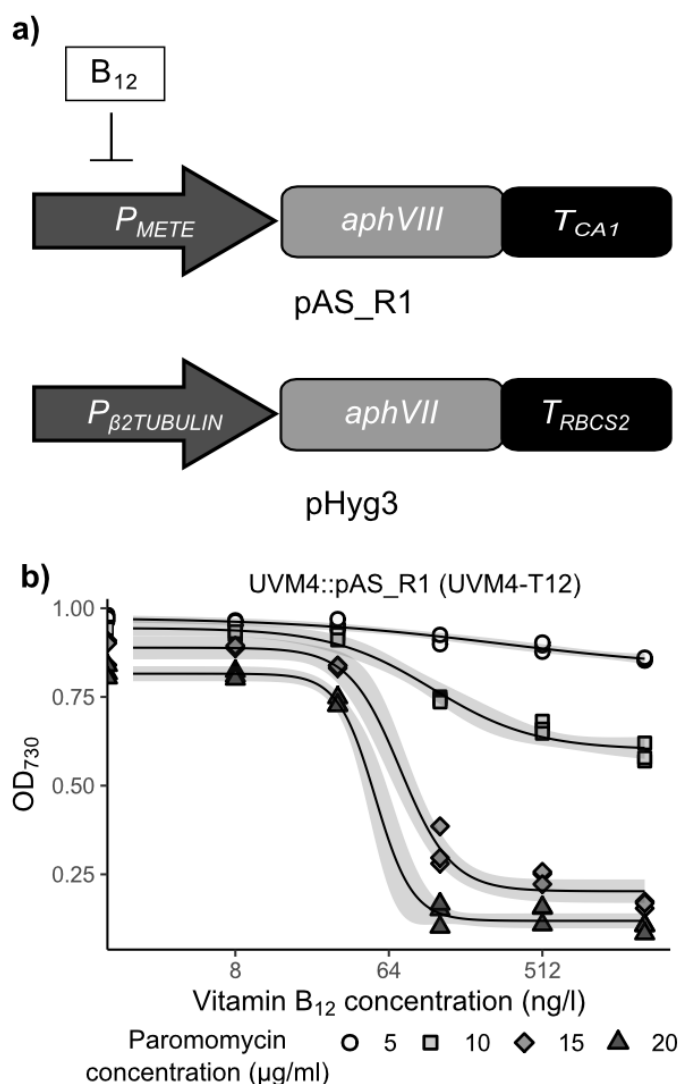 a)
B12
PMETE
aphVIII
TCA1
pAS_R1
Pβ2TUBULIN
aphVII
TRBCS2
pHyg3
b)
UVM4::pAS_R1 (UVM4-T12)
1.00
0.75
0.50
0.25
OD730
8 64 512
Vitamin B12 concentration (ng/l)
Paromomycin
concentration (µg/ml)
5 10 15 20